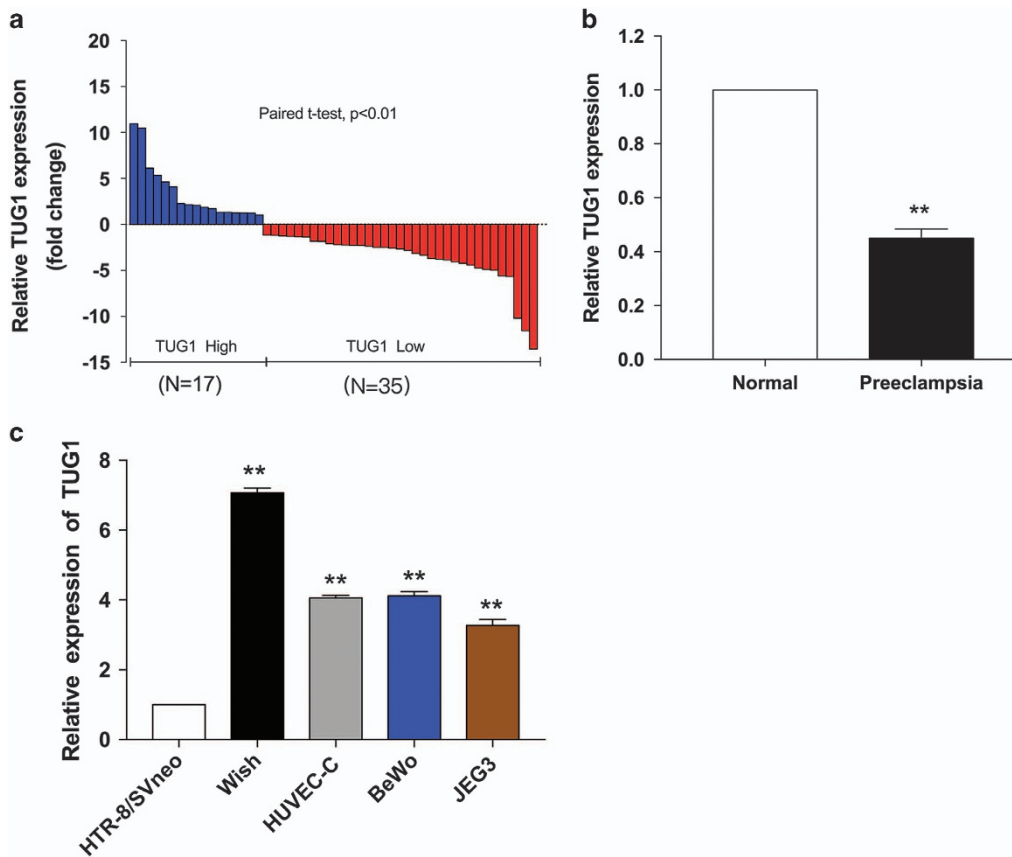 a
Relative TUG1 expression
(fold change)
20
15
10
5
0
-5
-10
-15
Paired t-test, p<0.01
TUG1 High
TUG1 Low
(N=17)
(N=35)
b
Relative TUG1 expression
1.2
1.0
0.8
0.6
0.4
0.2
0.0
**
Normal
Preeclampsia
c
Relative expression of TUG1
8
6
4
2
0
**
**
**
**
HTR-8/SVneo
Wish
HUVEC-C
BeWo
JEG3